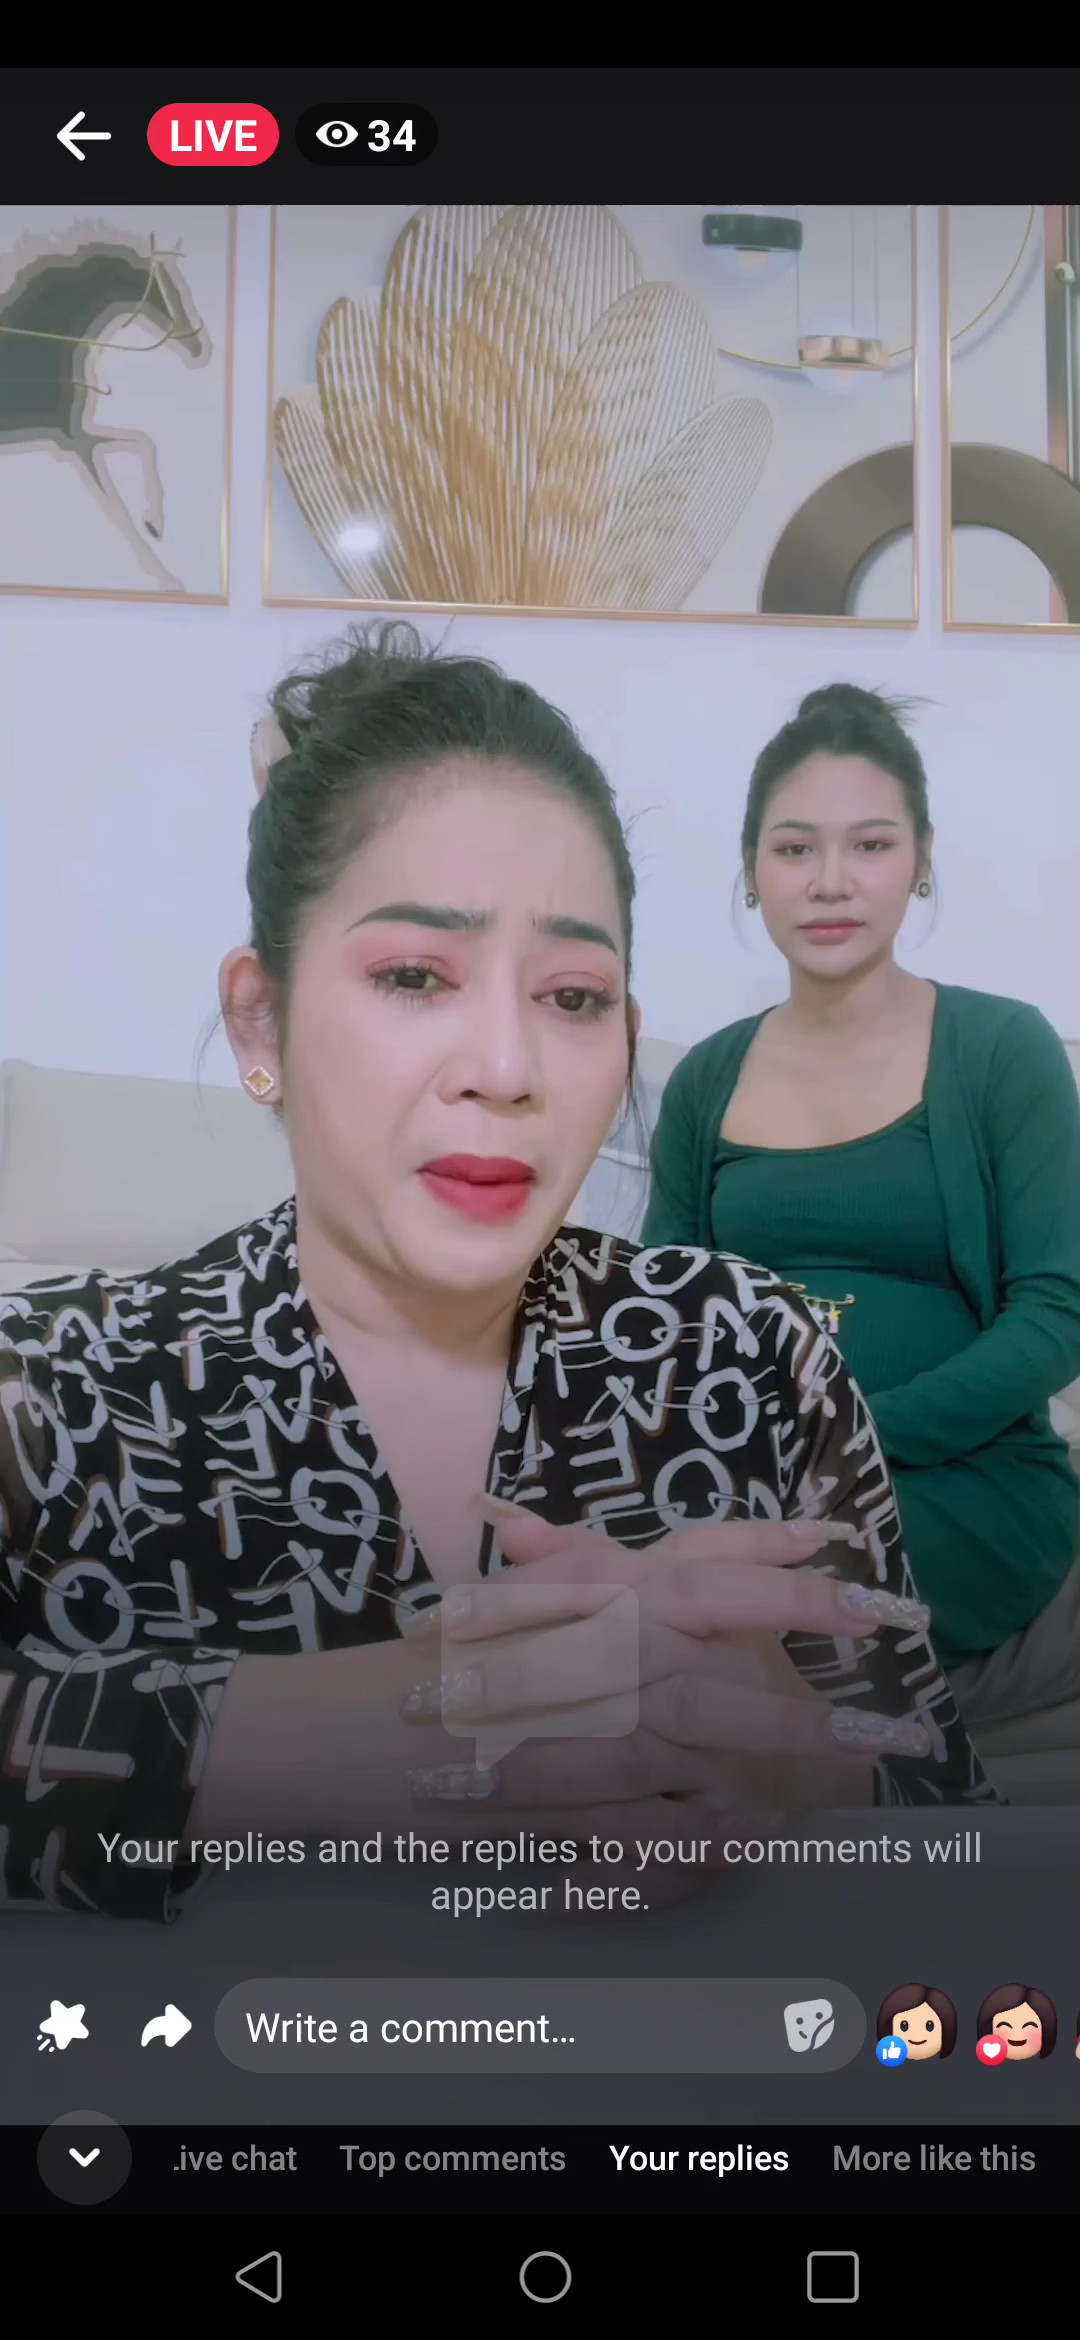 LIVE
34
Your replies and the replies to your comments will
appear here.
Write a comment...
ive chat
Top comments
Your replies
More like this